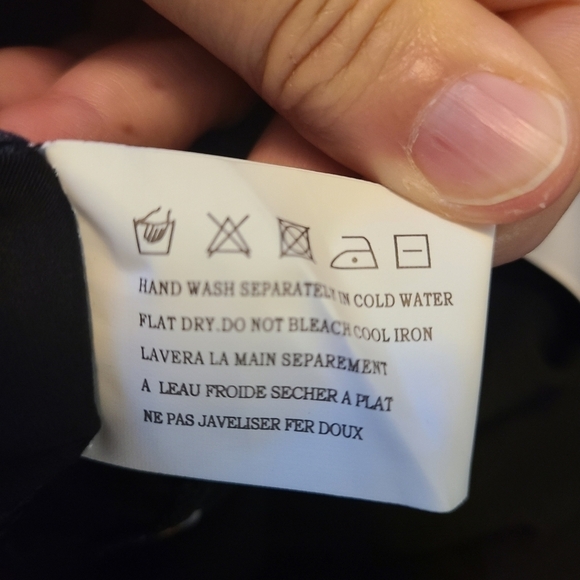 HAND WASH SEPARATELY IN COLD WATER
FLAT DRY.DO NOT BLEACH COOL IRON
LAVERA LA MAIN SEPAREMENT
A LEAU FROIDE SECHER A PLAT
NE PAS JAVELISER FER DOUX